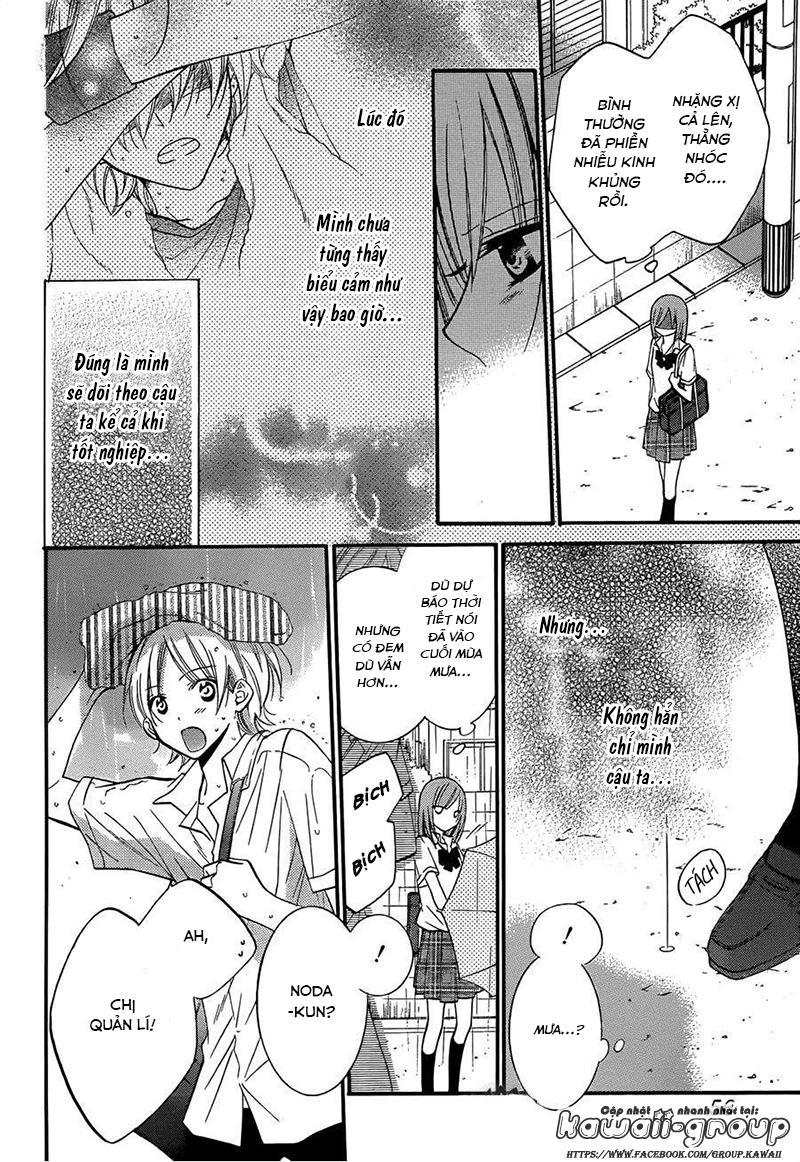 NHẶNG XỊ
CẢ LÊN,
THẰNG
NHÓC
ĐÓ....
BÌNH
THƯỜNG
ĐÃ PHIỀN
NHIỄU KINH
KHỦNG
RỒI.
Lúc đó
Mình chưa
từng thấy
biểu cảm như
vậy bao giờ...
Đúng là mình
sẽ dõi theo cậu
ta kể cả khi
tốt nghiệp...
Nhưng...
Không hẳn
chỉ mình
cậu ta...
TÁCH
!
MƯA...?
DÙ DỰ
BÁO THỜI
TIẾT NÓI
ĐÃ VÀO
CUỐI MÙA
MƯA...
NHƯNG
CÓ ĐEM
DÙ VẪN
HƠN...
BỊCH
BỊCH
!
NODA
-KUN?
AH,
CHỊ
QUẢN LÍ!
Cập nhật nhanh nhất tại:
kawaii-group
HTTPS://WWW.FACEBOOK.COM/GROUP.KAWAII